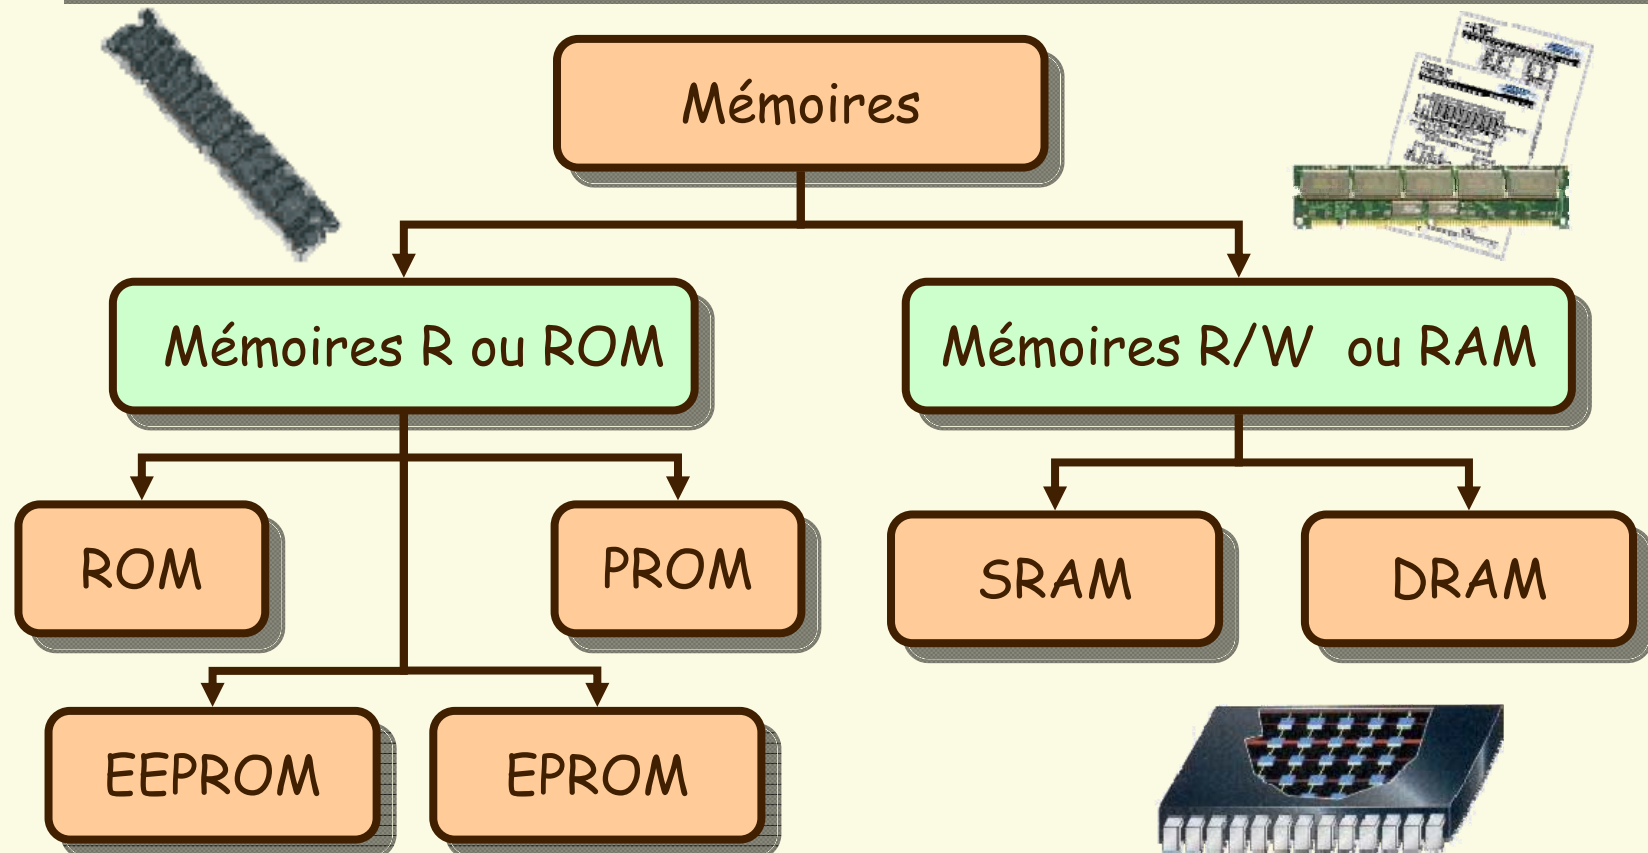 Mémoires
Mémoires R ou ROM
Mémoires R/W ou RAM
ROM
PROM
SRAM
DRAM
EEPROM
EPROM